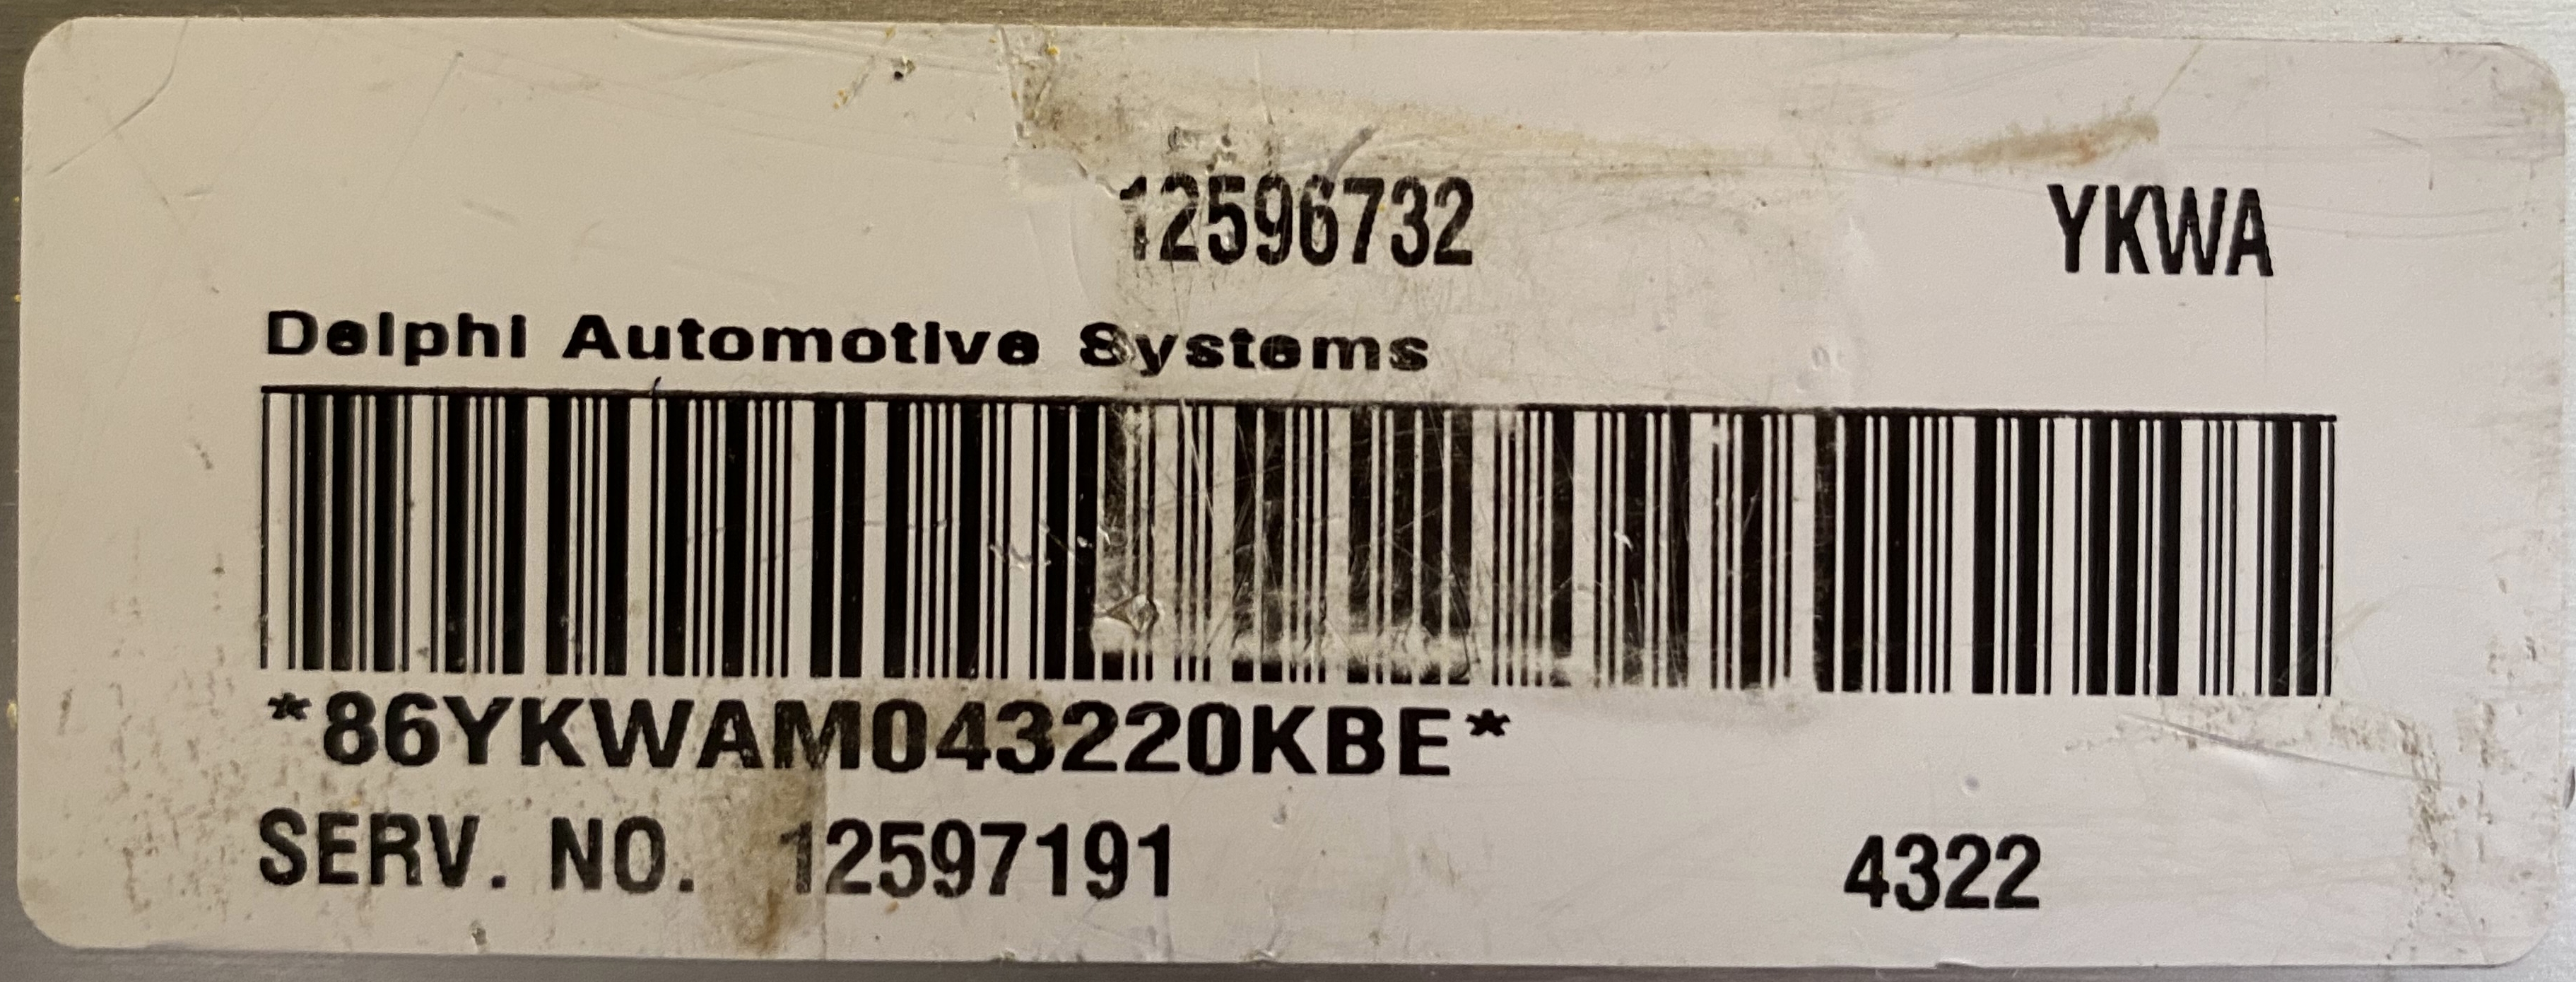 12596732 YKWA
Delphi Automotive Systems
*86YKWAM043220KBE*
SERV. NO. 12597191 4322